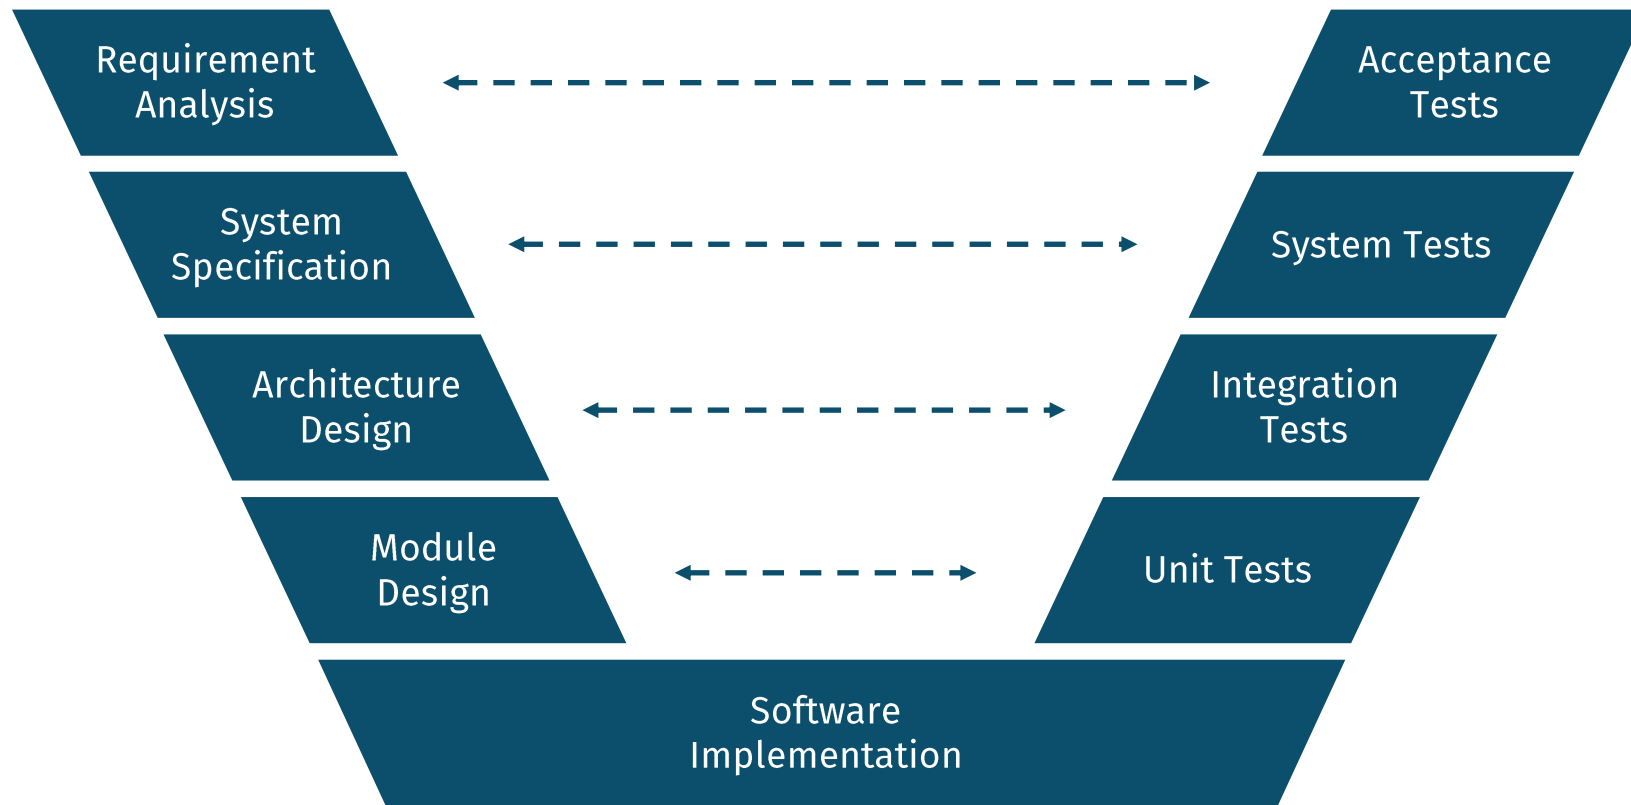 Requirement
Analysis
Acceptance
Tests
System
Specification
System Tests
Architecture
Design
Integration
Tests
Module
Design
Unit Tests
Software
Implementation